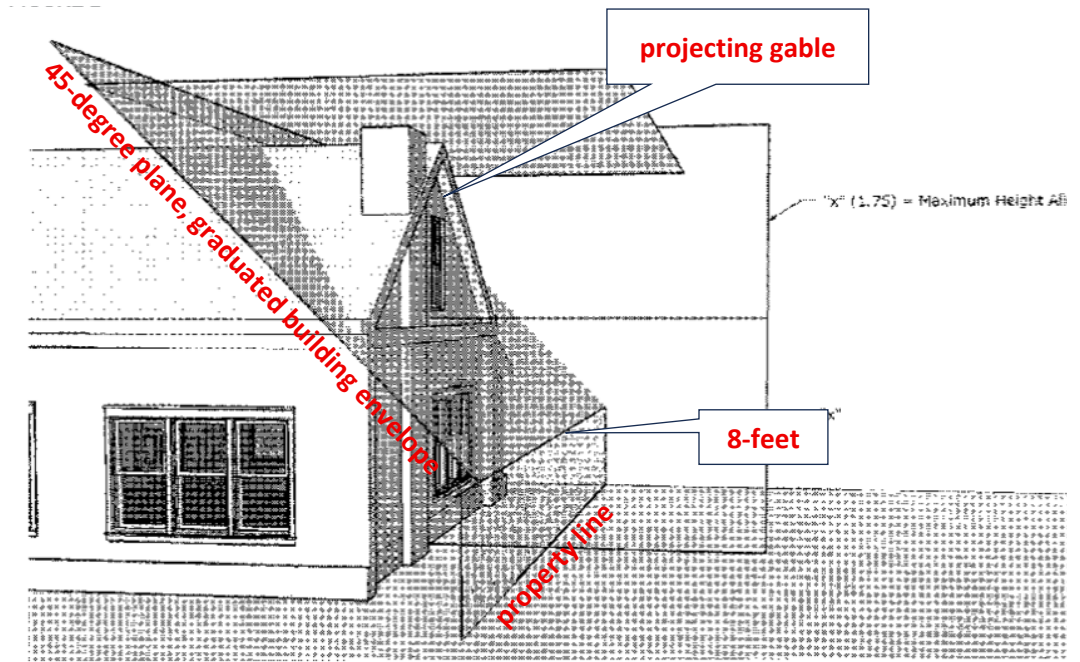 projecting gable
45-degree plane, graduated building envelope
"x" (1.75) = Maximum Height
8-feet
x"
property line